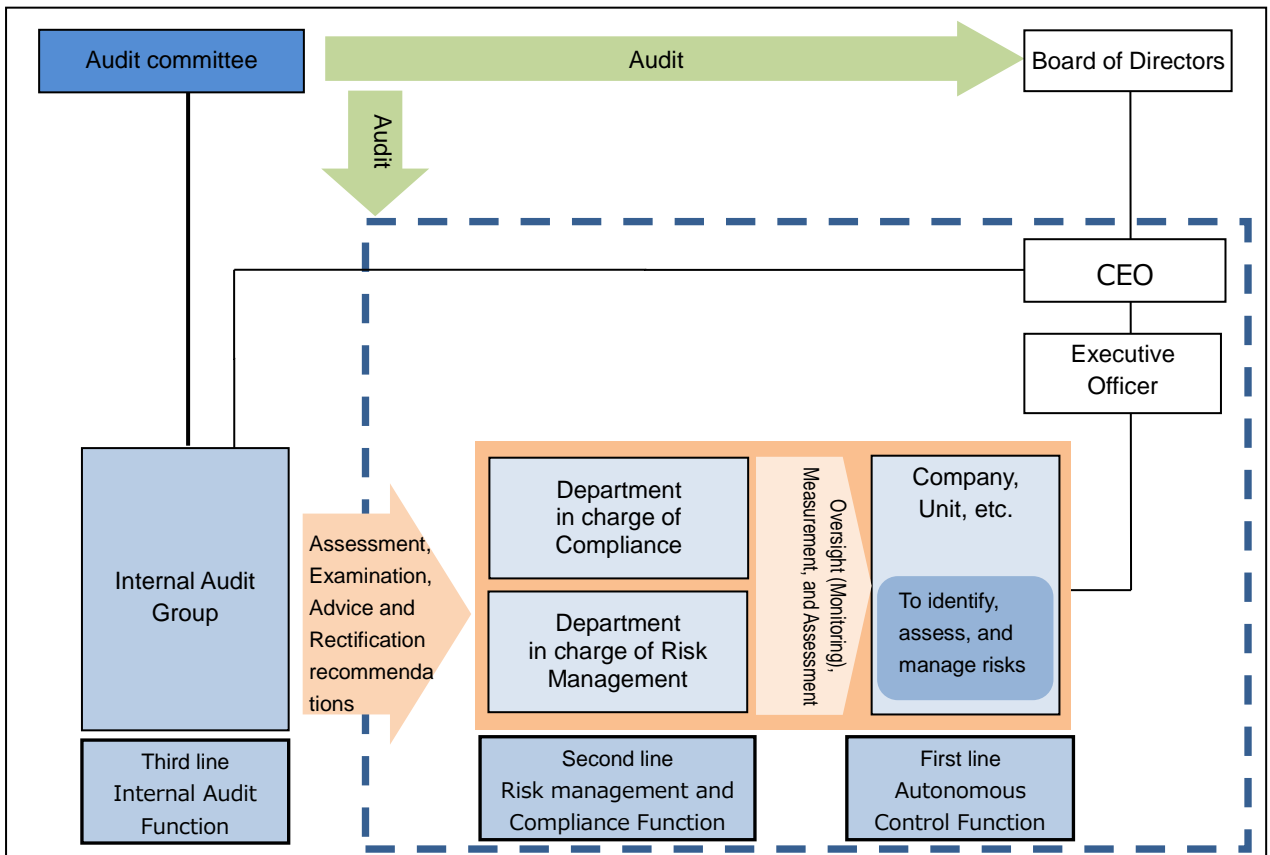 Audit committee
Audit
Board of Directors
Audit
CEO
Executive
Officer
Internal Audit
Group
Assessment,
Examination,
Advice and
Rectification
recommenda
tions
Department
in charge of
Compliance
Department
in charge of Risk
Management
Oversight (Monitoring),
Measurement, and Assessment
Company,
Unit, etc.
To identify,
assess, and
manage risks
Third line
Internal Audit
Function
Second line
Risk management and
Compliance Function
First line
Autonomous
Control Function